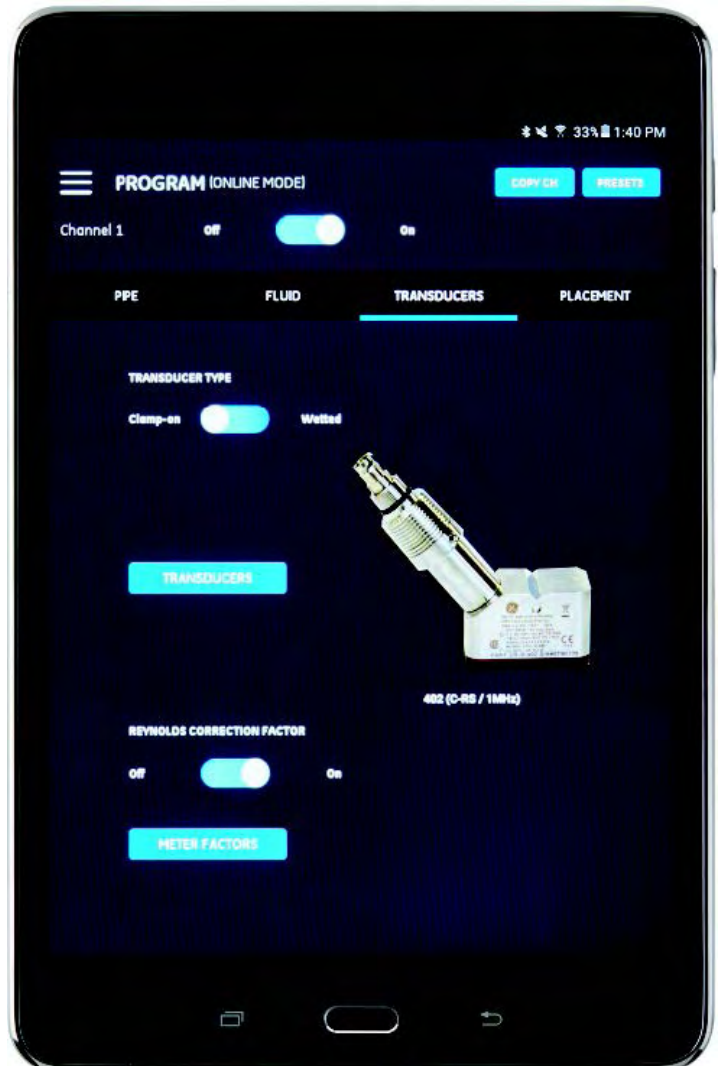 33% 1:40 PM
PROGRAM (ONLINE MODE)
COPY CH
PRESETS
Channel 1
Off
On
PIPE
FLUID
TRANSDUCERS
PLACEMENT
TRANSDUCER TYPE
Clamp-on
Wetted
TRANSDUCERS
CE
402 (C-RS / 1MHz)
REYNOLDS CORRECTION FACTOR
Off
On
METER FACTORS